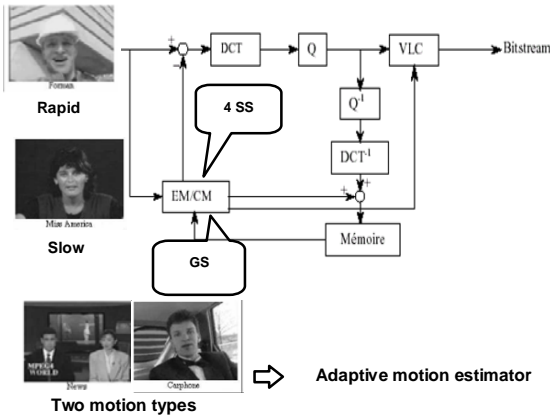 Forman
Rapid
+
−
DCT
Q
VLC
Bitstream
Q-1
4 SS
DCT-1
Miss America
EM/CM
+
+
Slow
GS
Mémoire
MPEG4
WORLD
News
Carphone
Adaptive motion estimator
Two motion types